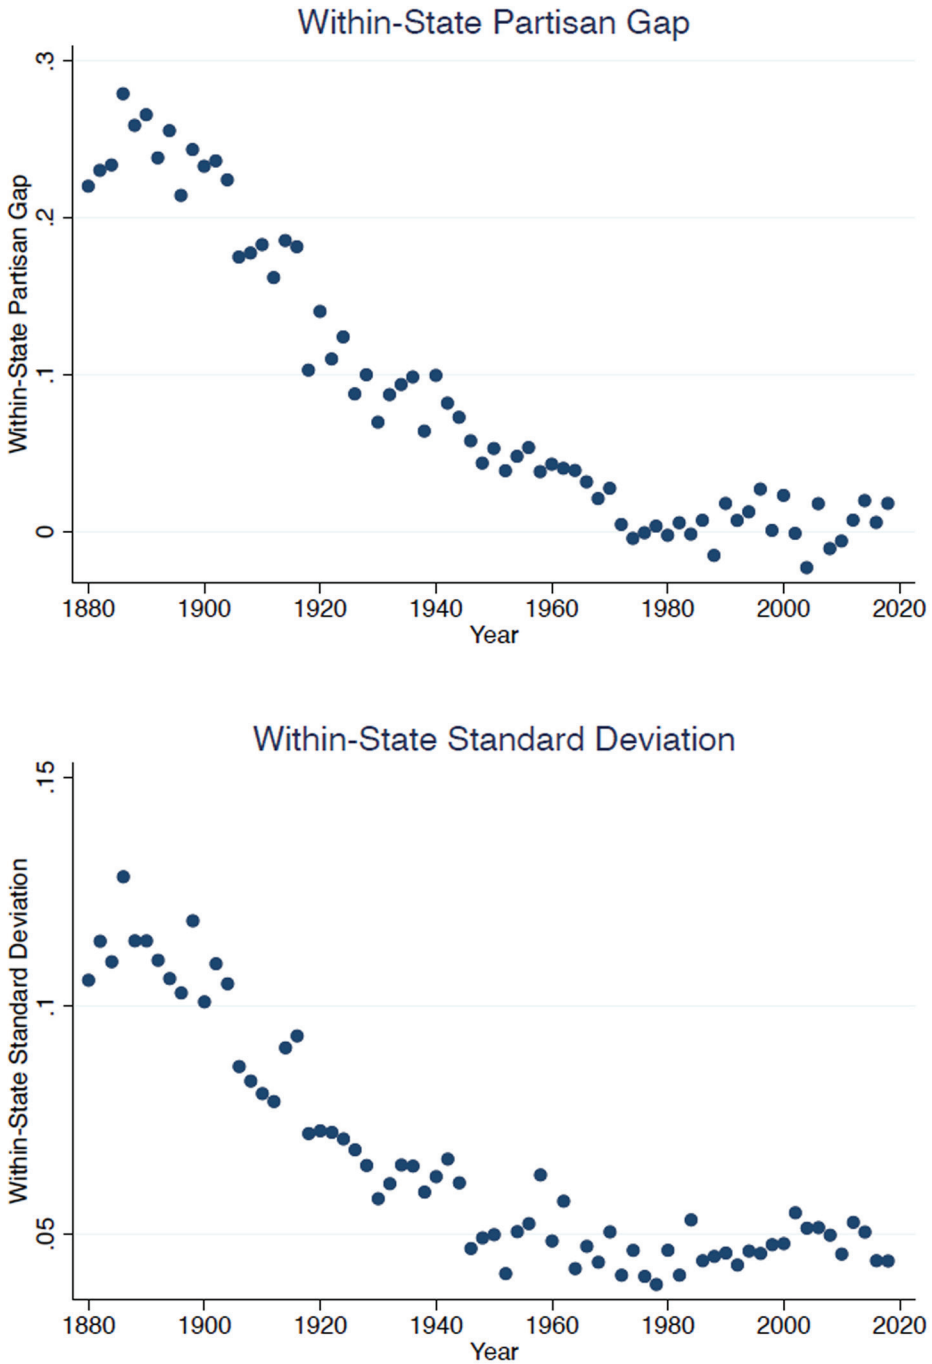 Within-State Partisan Gap
Within-State Partisan Gap
.3
.2
.1
0
1880 1900 1920 1940 1960 1980 2000 2020
Year
Within-State Standard Deviation
Within-State Standard Deviation
.15
.1
.05
1880 1900 1920 1940 1960 1980 2000 2020
Year